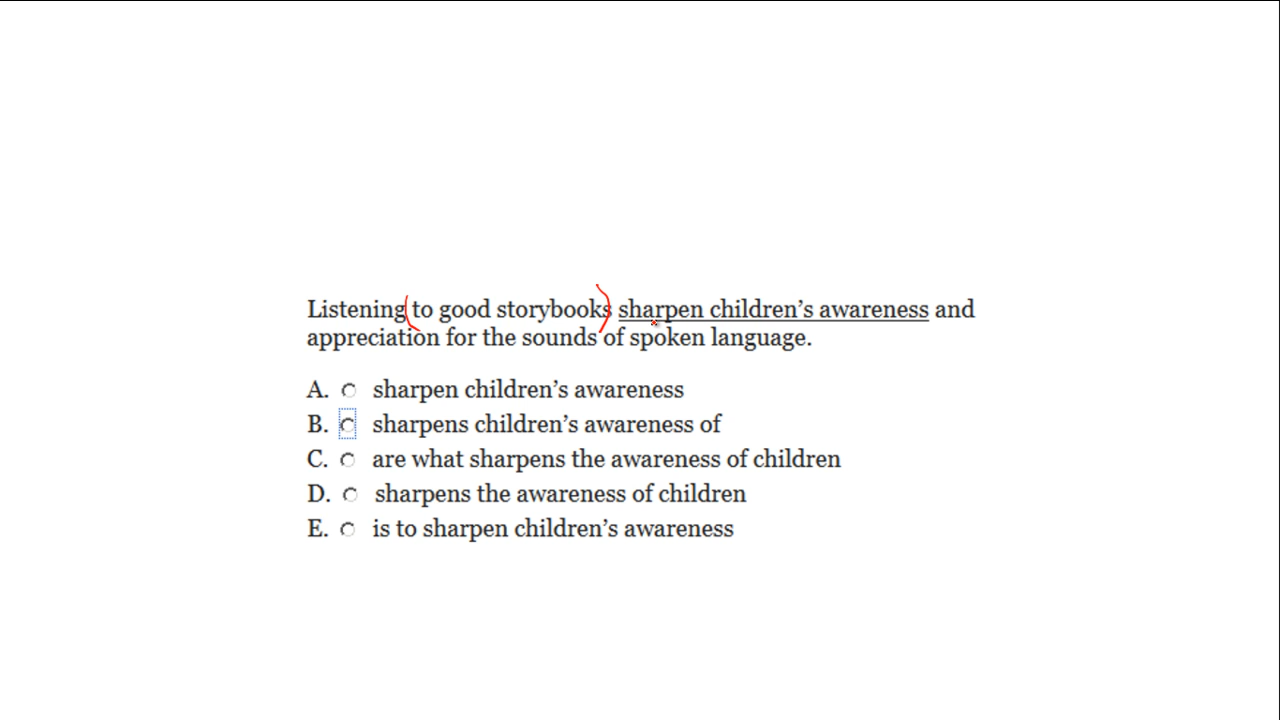 Listening to good storybooks sharpen children's awareness and
appreciation for the sounds of spoken language.
A. sharpen children's awareness
B. sharpens children's awareness of
C. are what sharpens the awareness of children
D. sharpens the awareness of children
E. is to sharpen children's awareness